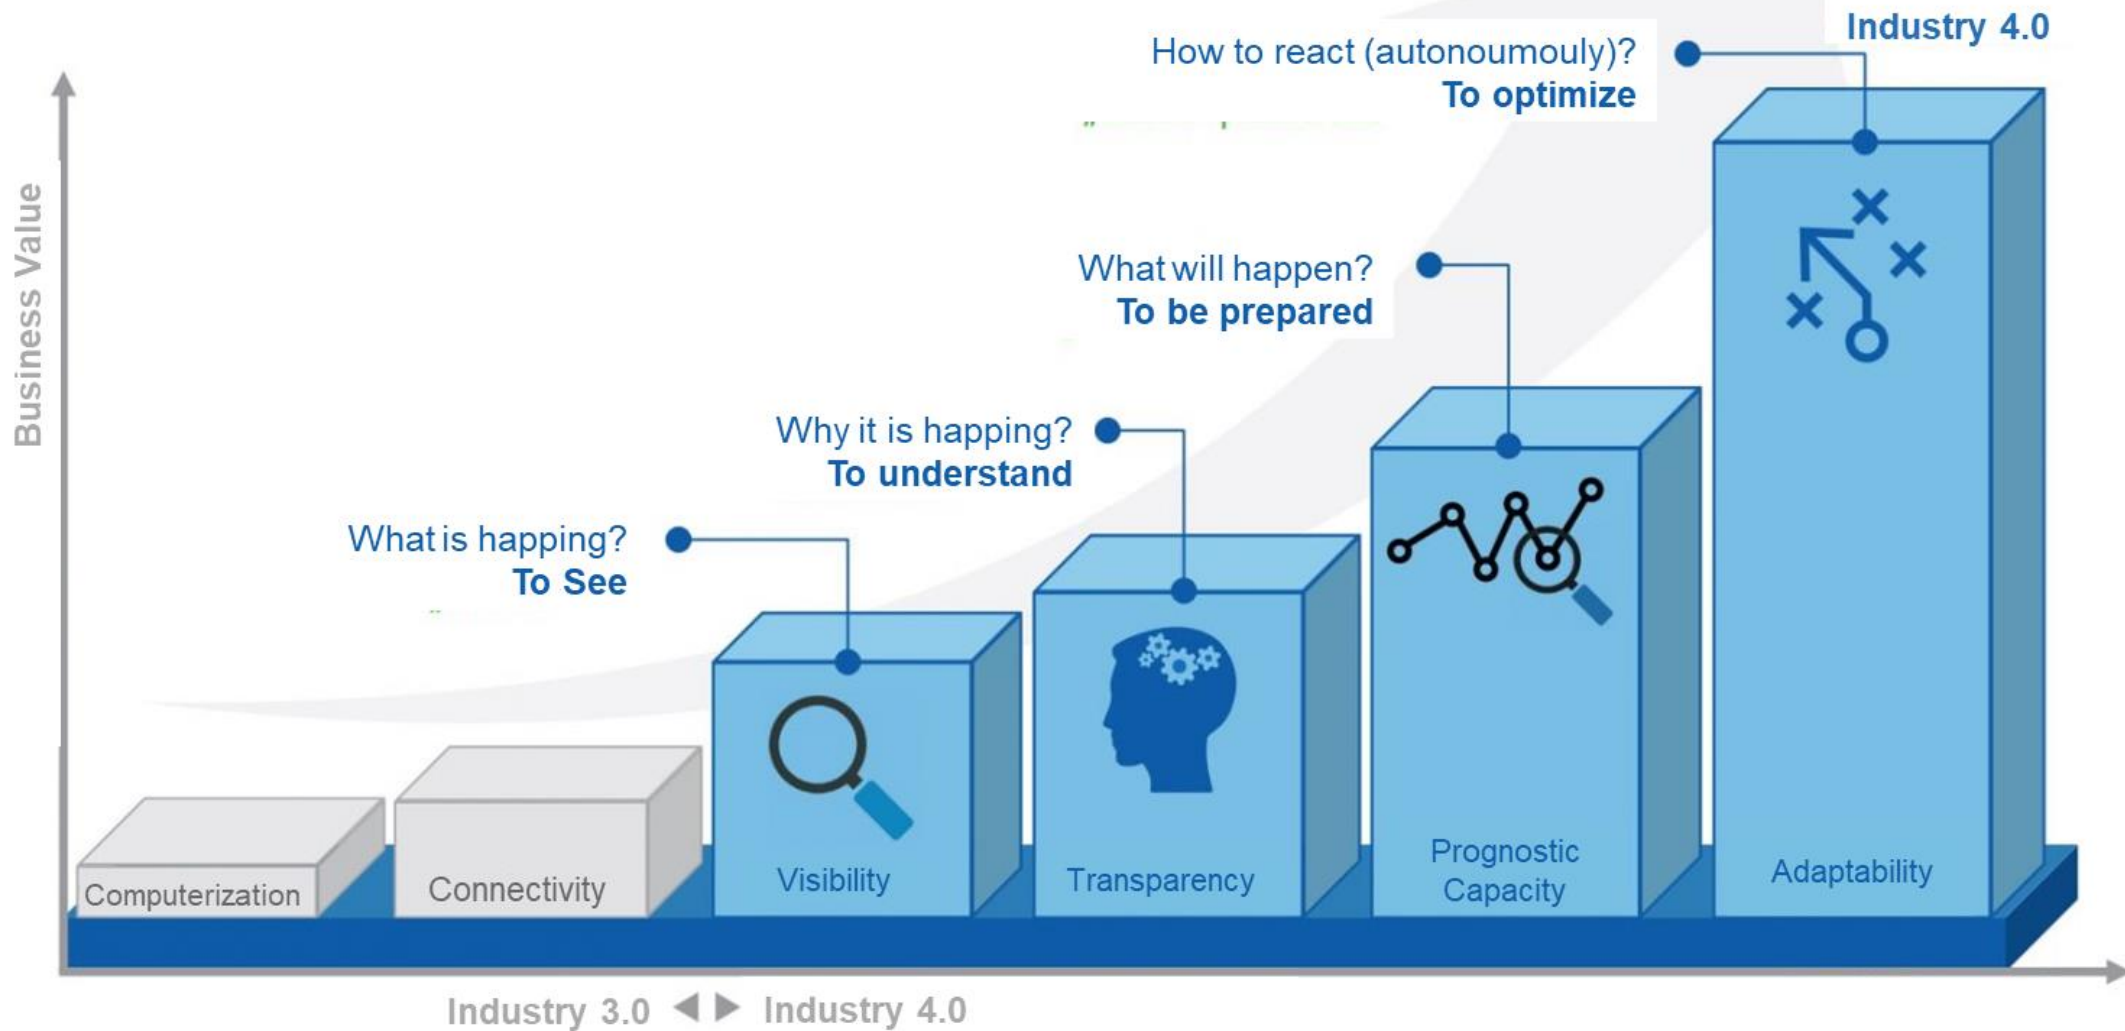 Industry 4.0
How to react (autonoumouly)?
To optimize
What will happen?
To be prepared
Why it is happing?
To understand
What is happing?
To See
Business Value
Computerization
Connectivity
Visibility
Transparency
Prognostic
Capacity
Adaptability
Industry 3.0
Industry 4.0